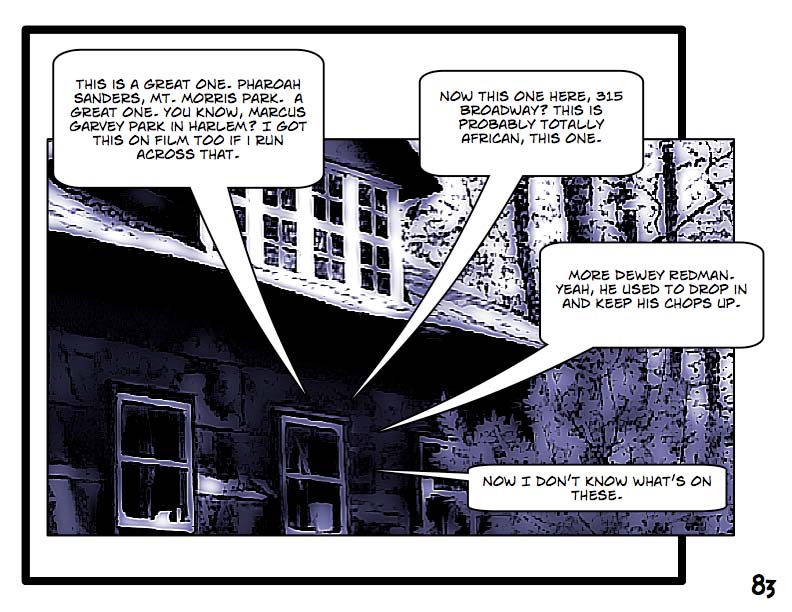 THIS IS A GREAT ONE. PHAROAH
SANDERS, MT. MORRIS PARK. A
GREAT ONE. YOU KNOW, MARCUS
GARVEY PARK IN HARLEM? I GOT
THIS ON FILM TOO IF I RUN
ACROSS THAT.
NOW THIS ONE HERE, 315
BROADWAY? THIS IS
PROBABLY TOTALLY
AFRICAN, THIS ONE.
MORE DEWEY REDMAN.
YEAH, HE USED TO DROP IN
AND KEEP HIS CHOPS UP.
NOW I DON'T KNOW WHAT'S ON
THESE.
83